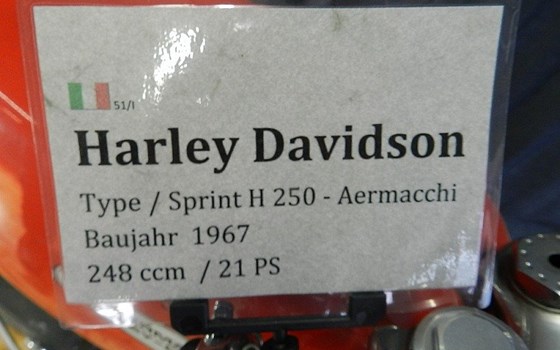 51/I
Harley Davidson
Type / Sprint H 250 - Aermacchi
Baujahr 1967
248 ccm / 21 PS